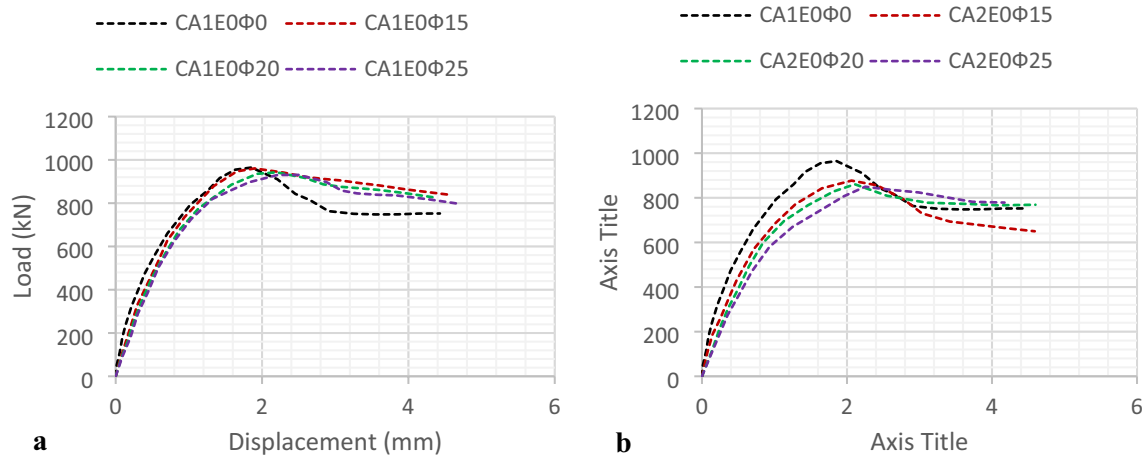 CA1E0Φ0 CA1E0Φ15
CA1E0Φ20 CA1E0Φ25
1200
1000
800
600
400
200
0
0 2 4 6
Load (kN)
Displacement (mm)
a
CA1E0Φ0 CA2E0Φ15
CA2E0Φ20 CA2E0Φ25
1200
1000
800
600
400
200
0
0 2 4 6
Axis Title
Axis Title
b